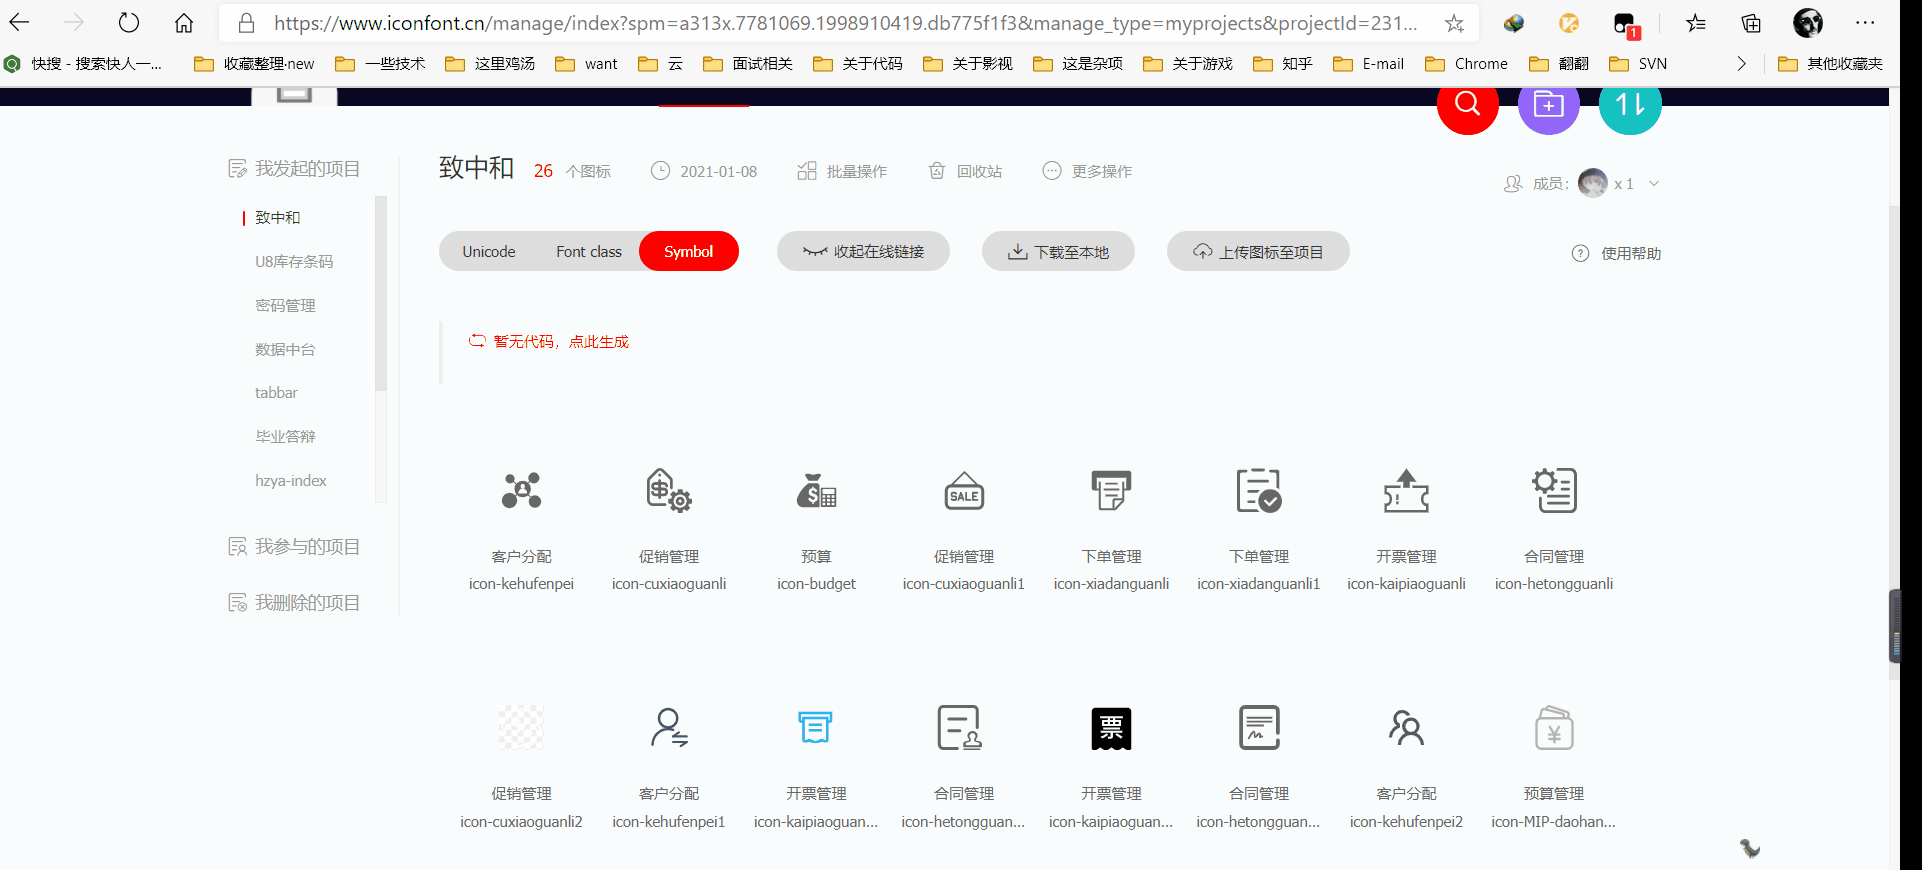 https://www.iconfont.cn/manage/index?spm=a313x.7781069.1998910419.db775f1f3&manage_type=myprojects&projectId=231...
1
快搜 - 搜索快人一...
收藏整理·new
一些技术
这里鸡汤
want
云
面试相关
关于代码
关于影视
这是杂项
关于游戏
知乎
E-mail
Chrome
翻翻
SVN
其他收藏夹
我发起的项目
致中和
U8库存条码
密码管理
数据中台
tabbar
毕业答辩
hzya-index
我参与的项目
我删除的项目
致中和 26 个图标 2021-01-08 批量操作 回收站 更多操作
成员: x 1
Unicode Font class Symbol 收起在线链接 下载至本地 上传图标至项目 使用帮助
暂无代码，点此生成
SALE
客户分配 促销管理 预算 促销管理 下单管理 下单管理 开票管理 合同管理
icon-kehufenpei icon-cuxiaoguanli icon-budget icon-cuxiaoguanli1 icon-xiadanguanli icon-xiadanguanli1 icon-kaipiaoguanli icon-hetongguanli
票
促销管理 客户分配 开票管理 合同管理 开票管理 合同管理 客户分配 预算管理
icon-cuxiaoguanli2 icon-kehufenpei1 icon-kaipiaoguan... icon-hetongguan... icon-kaipiaoguan... icon-hetongguan... icon-kehufenpei2 icon-MIP-daohan...